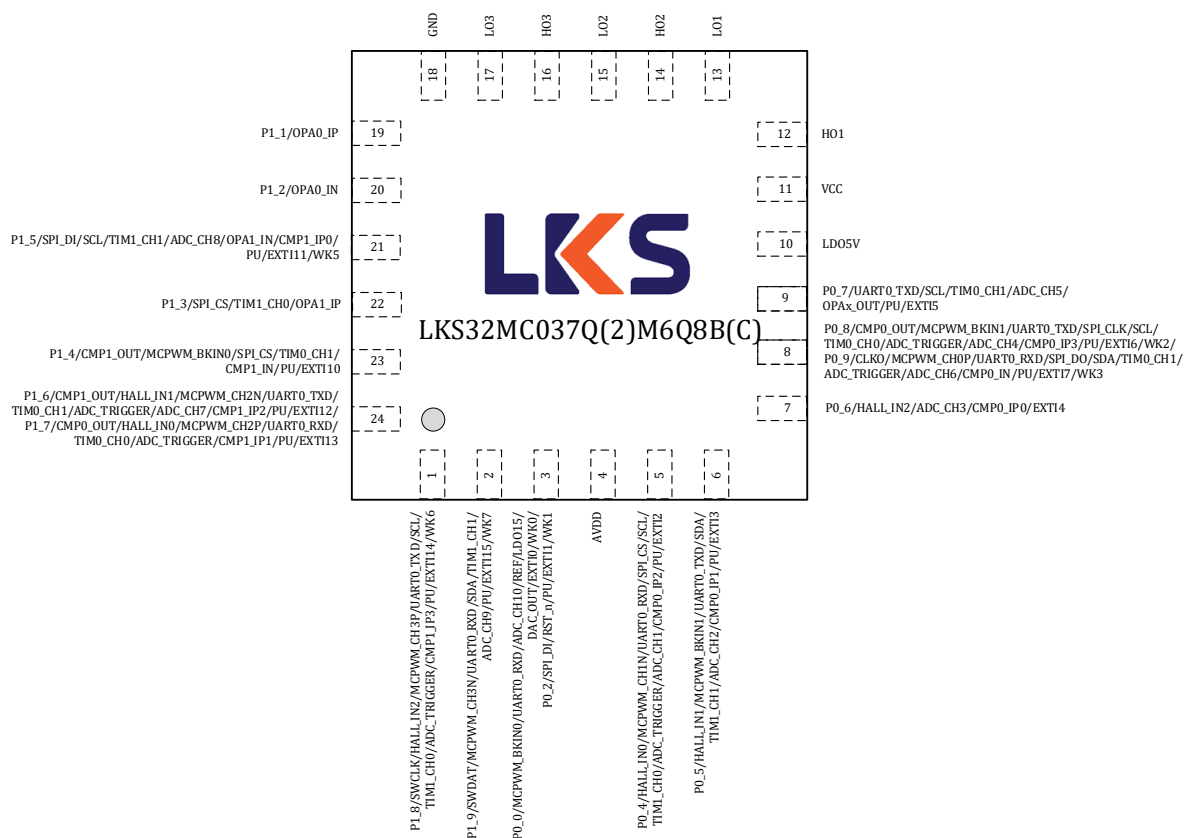 GND
LO3
HO3
LO2
HO2
LO1
18
17
16
15
14
13
P1_1/OPA0_IP
19
12
HO1
P1_2/OPA0_IN
20
11
VCC
P1_5/SPI_DI/SCL/TIM1_CH1/ADC_CH8/OPA1_IN/CMP1_IP0/
PU/EXTI11/WK5
21
10
LDO5V
LKS
P1_3/SPI_CS/TIM1_CH0/OPA1_IP
22
9
P0_7/UART0_TXD/SCL/TIM0_CH1/ADC_CH5/
OPAx_OUT/PU/EXTI5
LKS32MC037Q(2)M6Q8B(C)
P1_4/CMP1_OUT/MCPWM_BKIN0/SPI_CS/TIM0_CH1/
CMP1_IN/PU/EXTI10
23
8
P0_8/CMP0_OUT/MCPWM_BKIN1/UART0_TXD/SPI_CLK/SCL/
TIM0_CH0/ADC_TRIGGER/ADC_CH4/CMP0_IP3/PU/EXTI6/WK2/
P0_9/CLKO/MCPWM_CH0P/UART0_RXD/SPI_DO/SDA/TIM0_CH1/
ADC_TRIGGER/ADC_CH6/CMP0_IN/PU/EXTI7/WK3
P1_6/CMP1_OUT/HALL_IN1/MCPWM_CH2N/UART0_TXD/
TIM0_CH1/ADC_TRIGGER/ADC_CH7/CMP1_IP2/PU/EXTI12/
P1_7/CMP0_OUT/HALL_IN0/MCPWM_CH2P/UART0_RXD/
TIM0_CH0/ADC_TRIGGER/CMP1_IP1/PU/EXTI13
24
7
P0_6/HALL_IN2/ADC_CH3/CMP0_IP0/EXTI4
1
2
3
4
5
6
P1_8/SWCLK/HALL_IN2/MCPWM_CH3P/UART0_TXD/SCL/
TIM1_CH0/ADC_TRIGGER/CMP1_IP3/PU/EXTI14/WK6
P1_9/SWDAT/MCPWM_CH3N/UART0_RXD/SDA/TIM1_CH1/
ADC_CH9/PU/EXTI15/WK7
P0_0/MCPWM_BKIN0/UART0_RXD/ADC_CH10/REF/LDO15/
DAC_OUT/EXTI0/WK0/
P0_2/SPI_DI/RST_n/PU/EXTI1/WK1
AVDD
P0_4/HALL_IN0/MCPWM_CH1N/UART0_RXD/SPI_CS/SCL/
TIM1_CH0/ADC_TRIGGER/ADC_CH1/CMP0_IP2/PU/EXTI2
P0_5/HALL_IN1/MCPWM_BKIN1/UART0_TXD/SDA/
TIM1_CH1/ADC_CH2/CMP0_IP1/PU/EXTI3